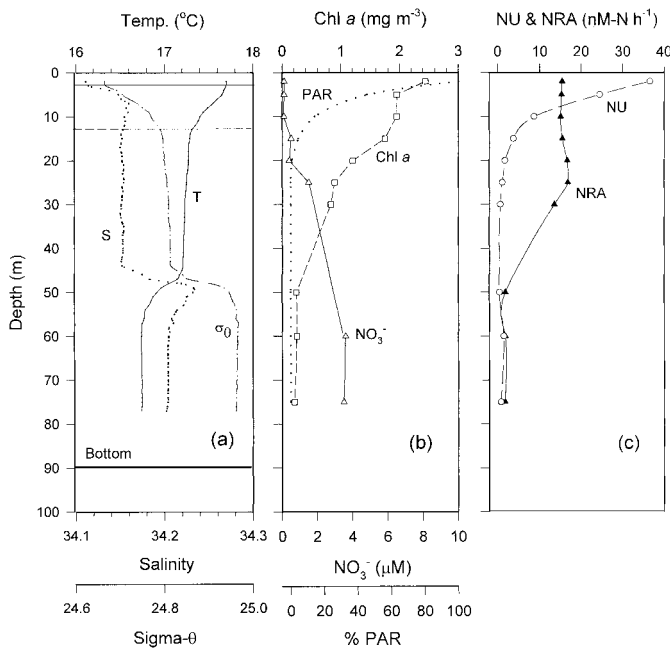 Temp. (°C)
Chl a (mg m⁻³)
NU & NRA (nM-N h⁻¹)
16 17 18
0 1 2 3
0 10 20 30 40
0
10
20
30
40
50
60
70
80
90
100
Depth (m)
S
T
σ₀
Bottom
(a)
PAR
Chl a
NO₃⁻
(b)
NU
NRA
(c)
34.1 34.2 34.3
Salinity
24.6 24.8 25.0
Sigma-θ
0 2 4 6 8 10
NO₃⁻ (μM)
0 20 40 60 80 100
% PAR